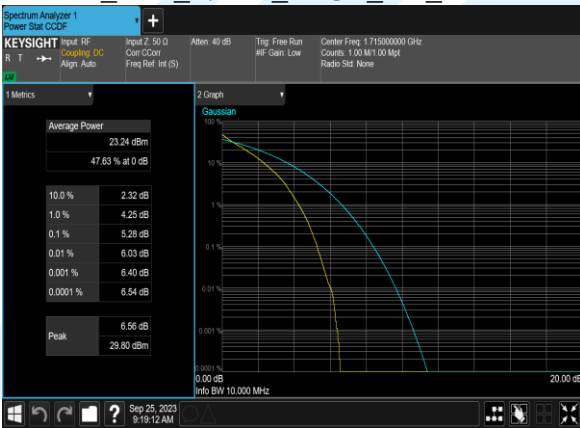 Spectrum Analyzer 1
Power Stat CCDF
+
KEYSIGHT
R T
LV
Input: RF
Coupling: DC
Align: Auto
Input Z: 50 Ω
Corr CCorr
Freq Ref: Int (S)
Atten: 40 dB
Trig: Free Run
#IF Gain: Low
Center Freq: 1.715000000 GHz
Counts: 1.00 M/1.00 Mpt
Radio Std: None
1 Metrics
Average Power
23.24 dBm
47.63 % at 0 dB
10.0 % 2.32 dB
1.0 % 4.25 dB
0.1 % 5.28 dB
0.01 % 6.03 dB
0.001 % 6.40 dB
0.0001 % 6.54 dB
Peak
6.56 dB
29.80 dBm
2 Graph
Gaussian
100 %
10 %
1 %
0.1 %
0.01 %
0.001 %
0.0001 %
0.00 dB 20.00 dB
Info BW 10.000 MHz
?
Sep 25, 2023
9:19:12 AM